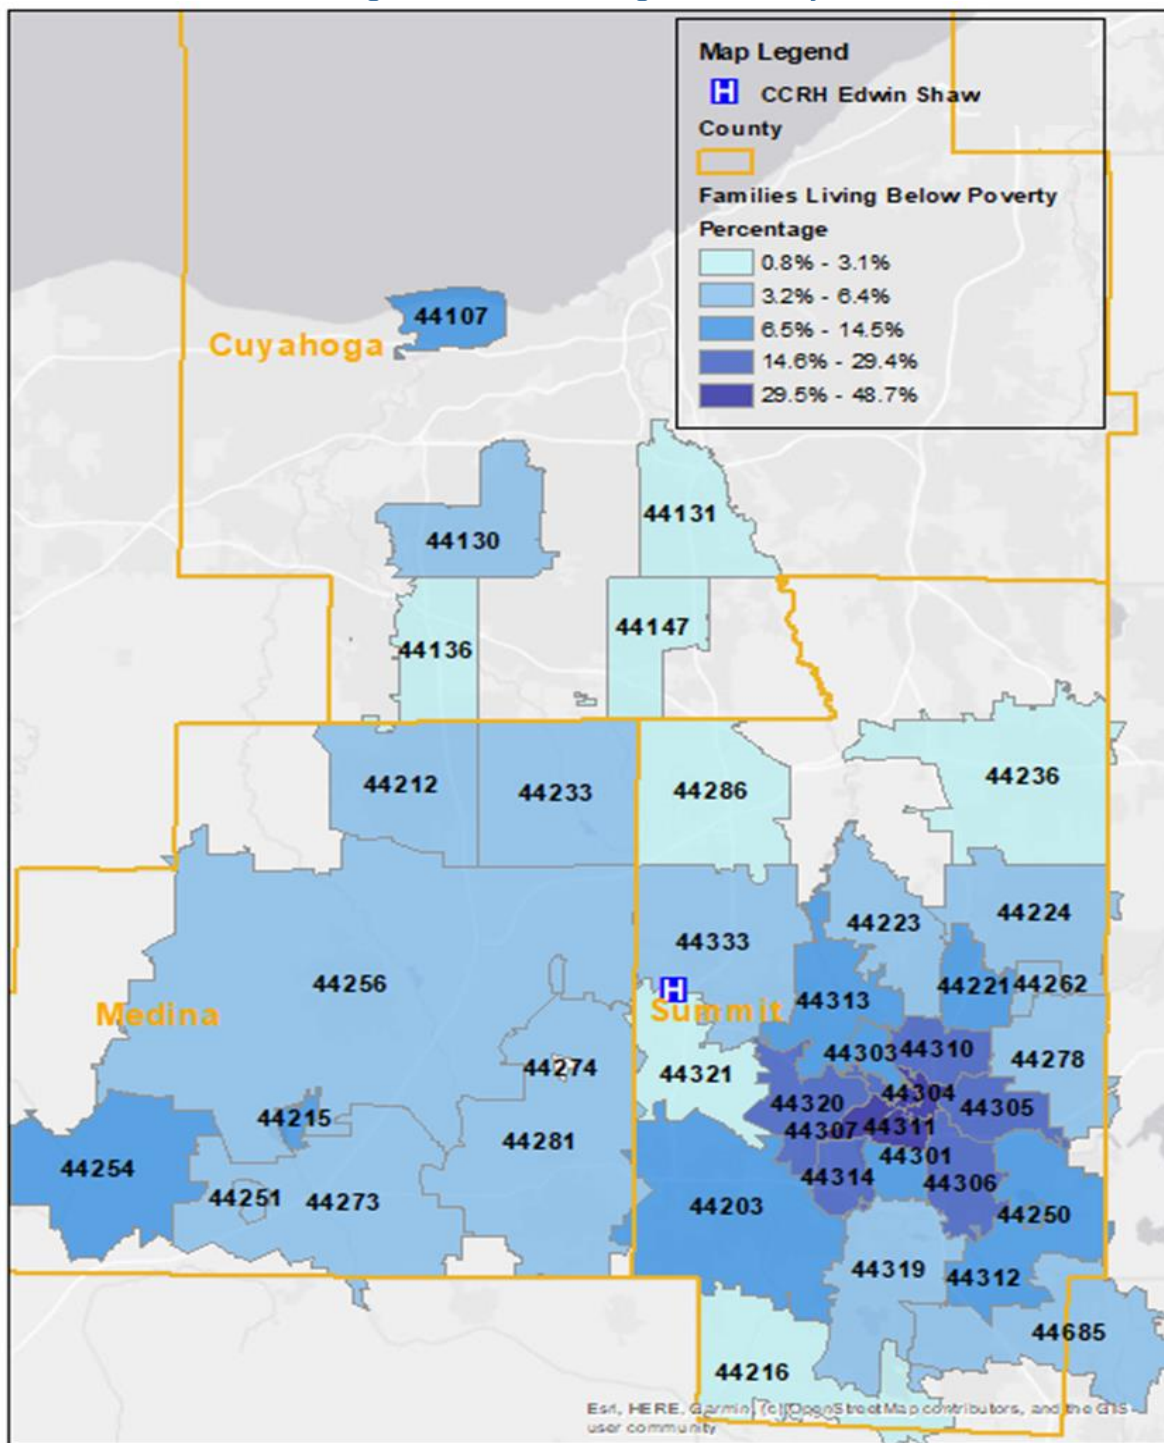 Map Legend
H CCRH Edwin Shaw
County
Families Living Below Poverty
Percentage
0.8% - 3.1%
3.2% - 6.4%
6.5% - 14.5%
14.6% - 29.4%
29.5% - 48.7%
44107
Cuyahoga
44131
44130
44147
44136
44236
44212
44233
44286
44224
44223
44333
44256
44221
44262
H
44313
Summit
Medina
44310
44303
44278
44274
44321
44304
44320
44305
44215
44307
44311
44281
44301
44254
44314
44306
44251
44273
44203
44250
44319
44312
44685
44216
Esri, HERE, Garmin, (c) OpenStreetMap contributors, and the GIS
user community